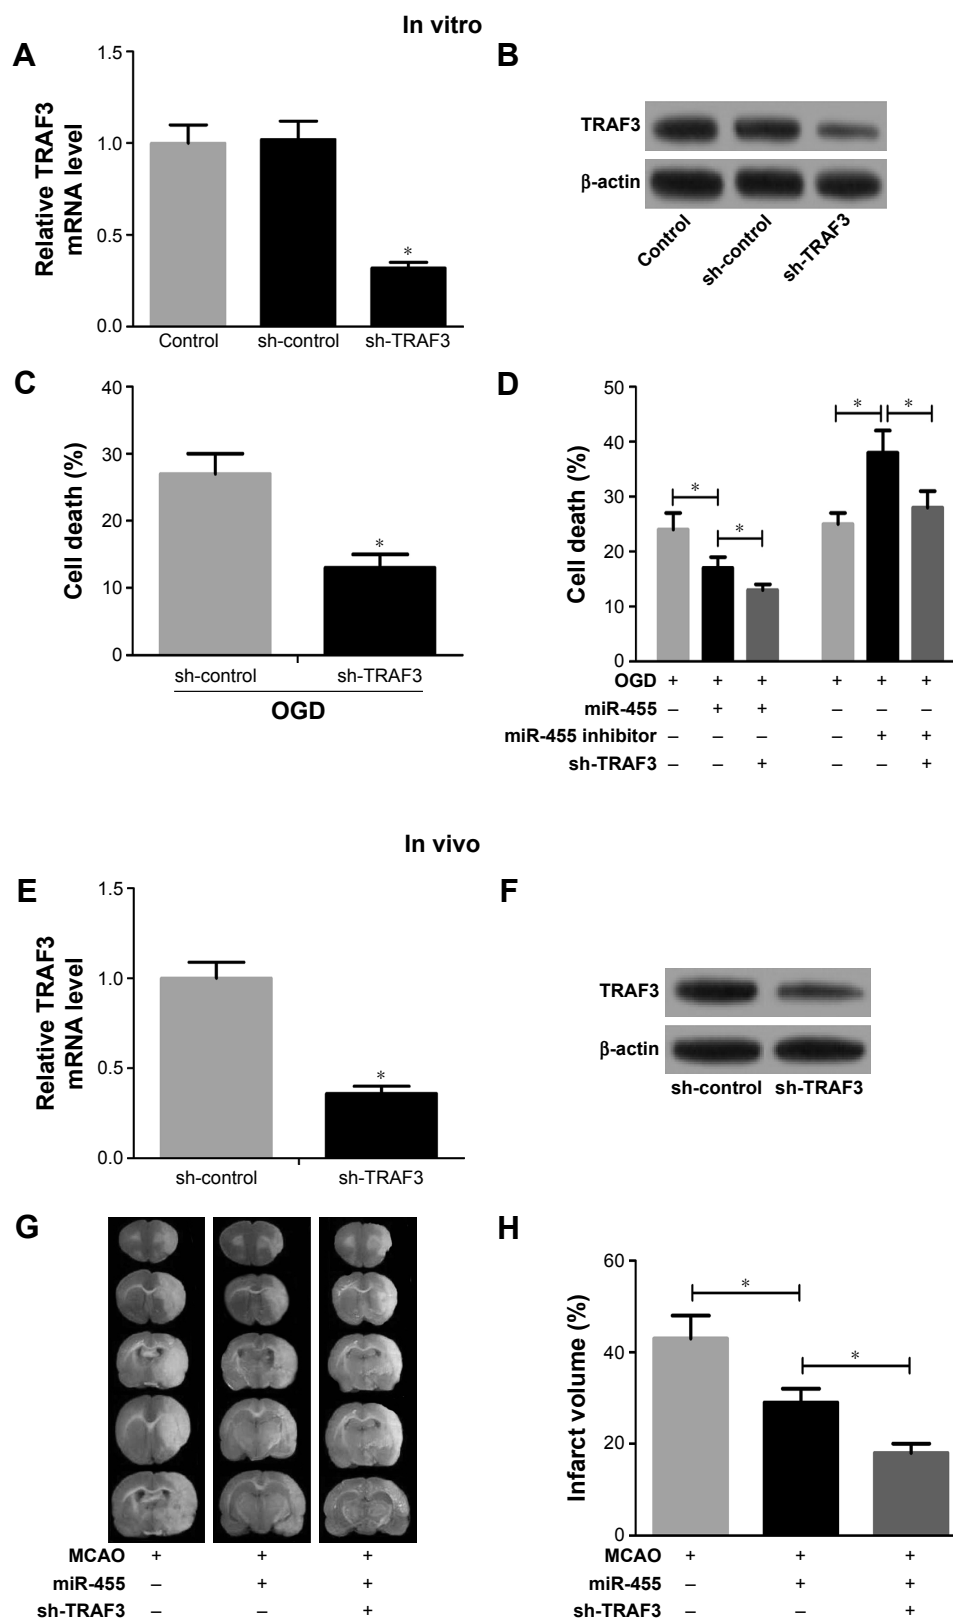 In vitro
A
1.5
1.0
0.5
0.0
Relative TRAF3
mRNA level
*
Control sh-control sh-TRAF3
B
TRAF3
β-actin
Control
sh-control
sh-TRAF3
C
40
30
20
10
0
Cell death (%)
*
sh-control sh-TRAF3
OGD
D
50
40
30
20
10
0
Cell death (%)
* * * *
OGD + + + + + +
miR-455 – + + – – –
miR-455 inhibitor – – – – + +
sh-TRAF3 – – + – – +
In vivo
E
1.5
1.0
0.5
0.0
Relative TRAF3
mRNA level
*
sh-control sh-TRAF3
F
TRAF3
β-actin
sh-control sh-TRAF3
G
MCAO + + +
miR-455 – + +
sh-TRAF3 – – +
H
60
40
20
0
Infarct volume (%)
* *
MCAO + + +
miR-455 – + +
sh-TRAF3 – – +